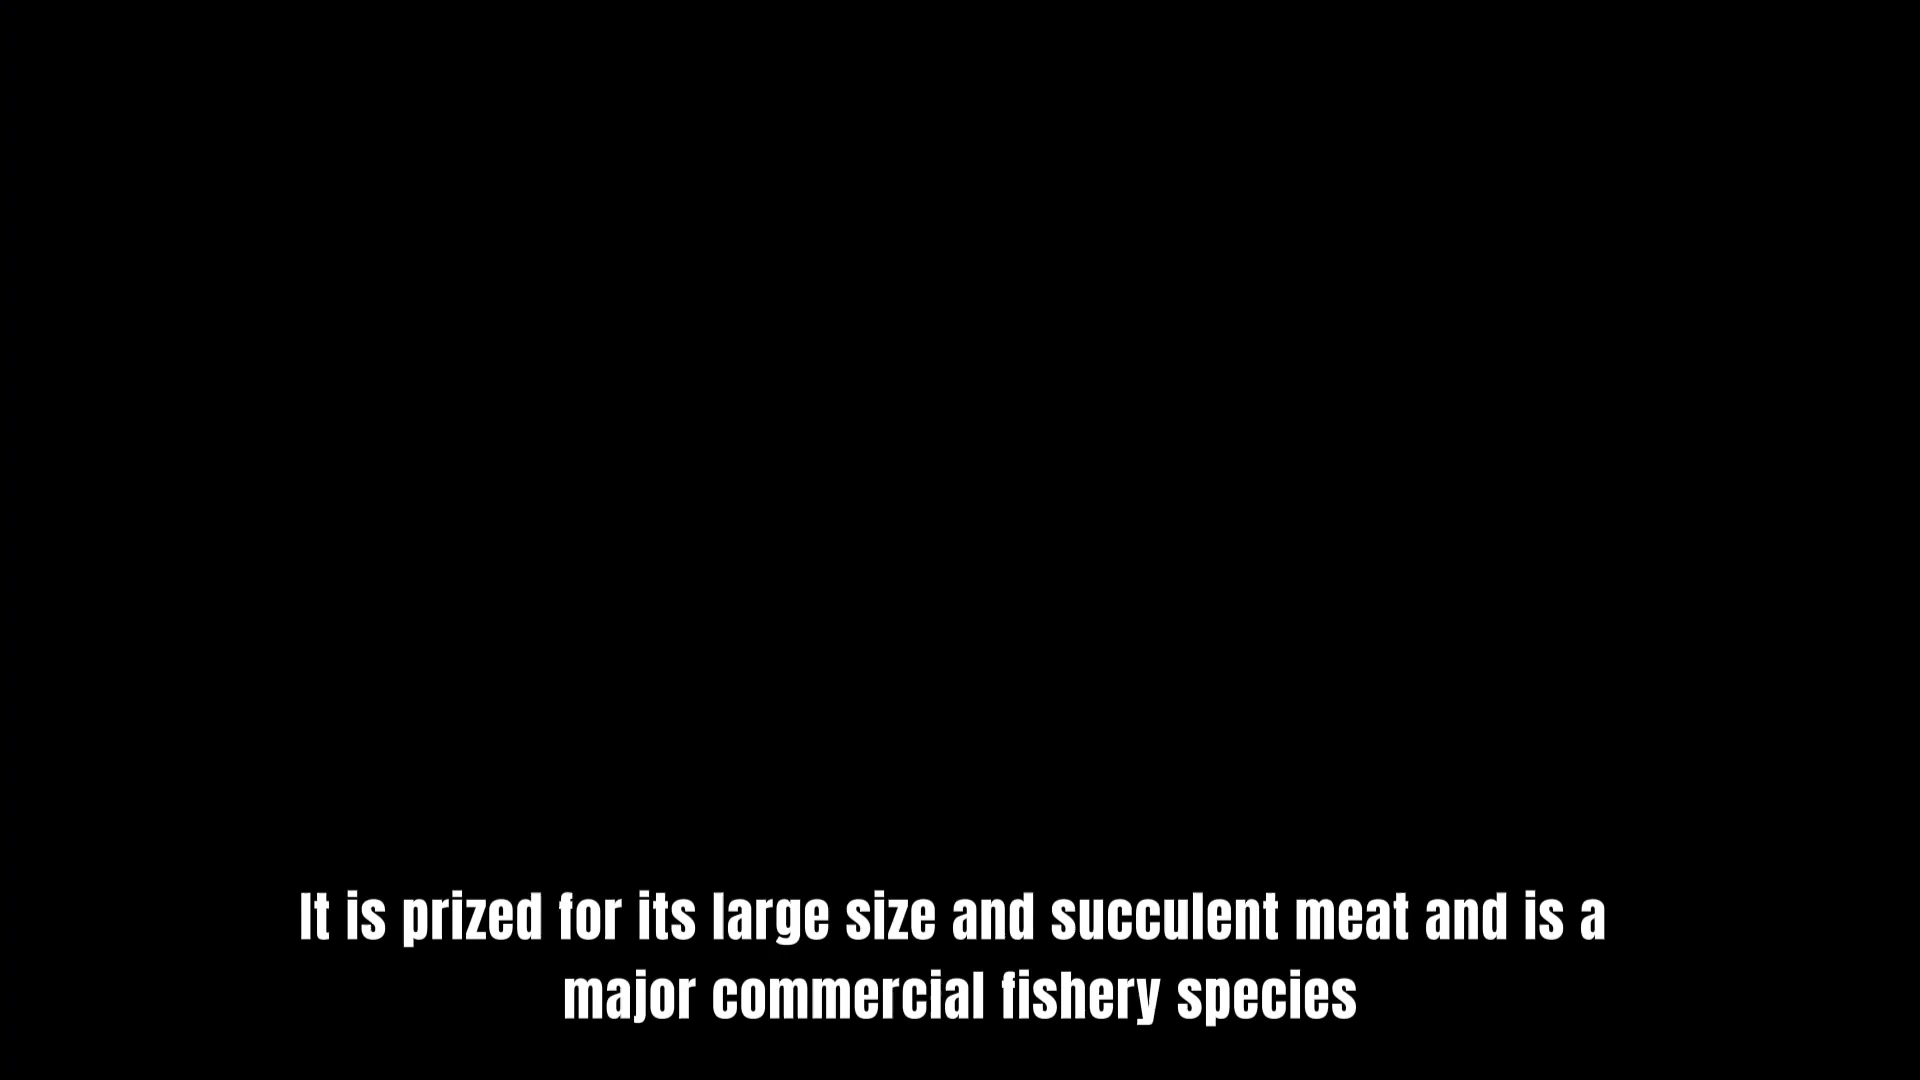 It is prized for its large size and succulent meat and is a
major commercial fishery species